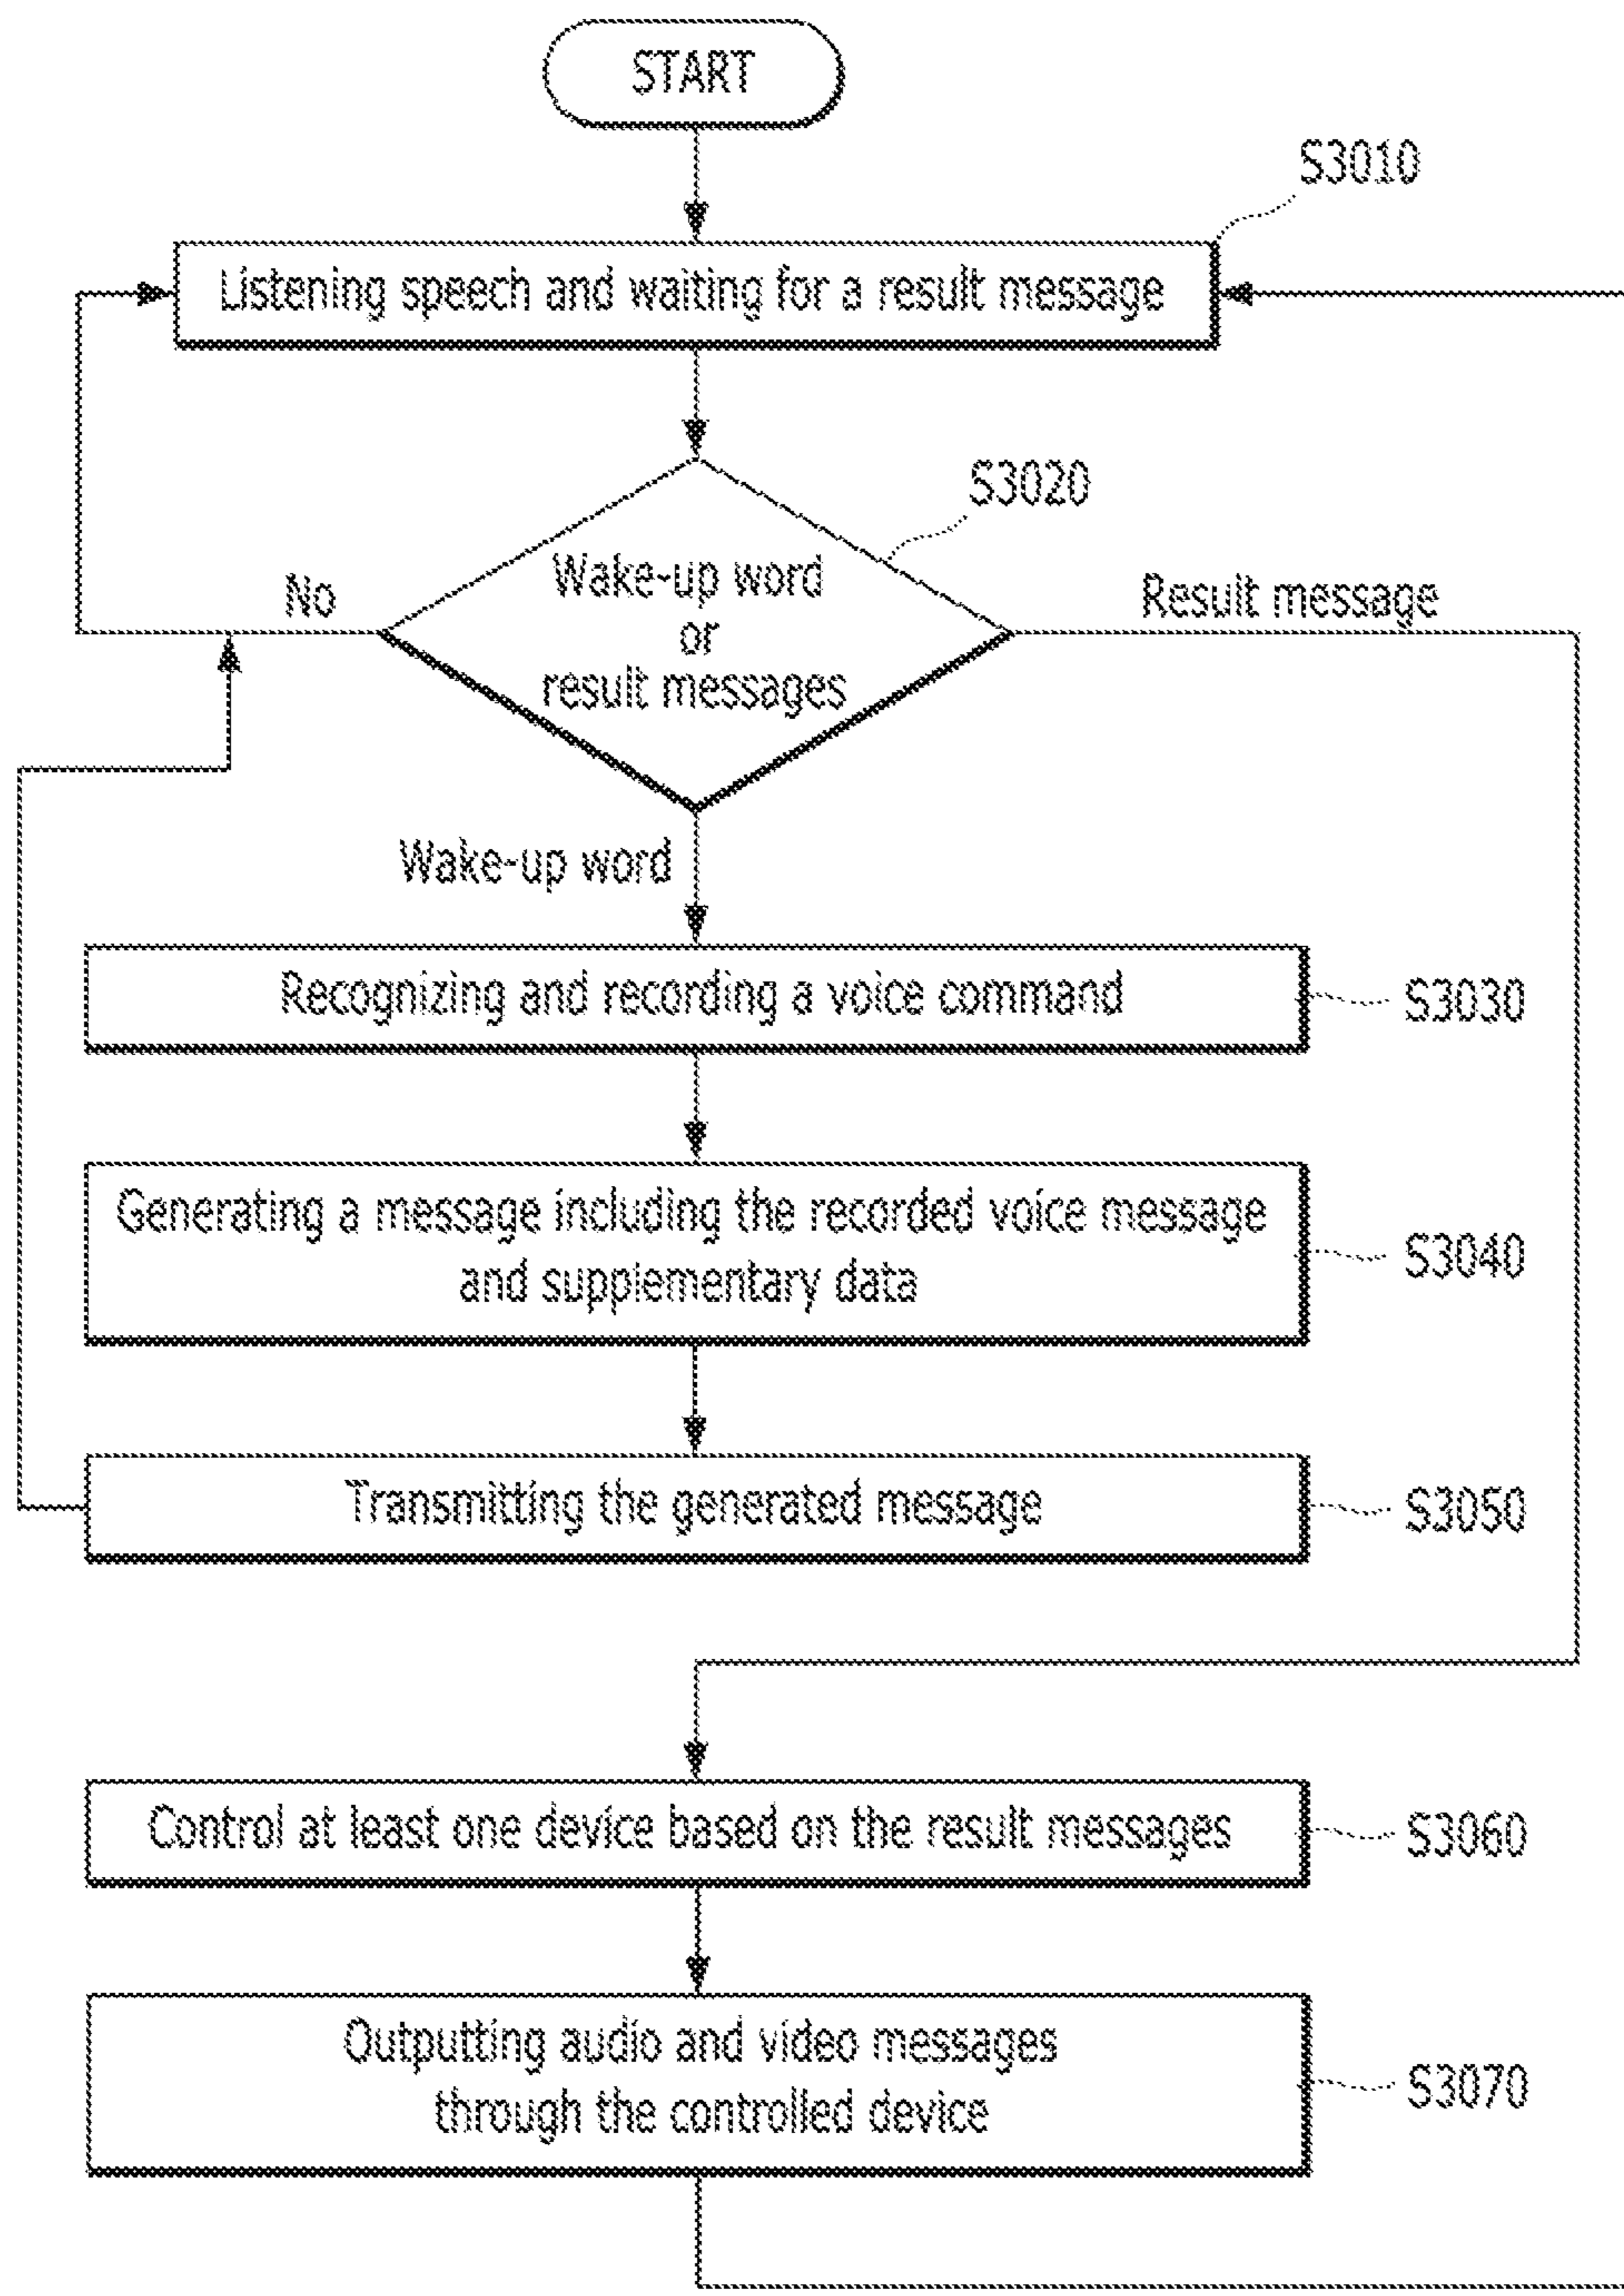 START
S3010
Listening speech and waiting for a result message
S3020
Wake-up word
or
result messages
No
Result message
Wake-up word
Recognizing and recording a voice command
S3030
Generating a message including the recorded voice message
and supplementary data
S3040
Transmitting the generated message
S3050
Control at least one device based on the result messages
S3060
Outputting audio and video messages
through the controlled device
S3070